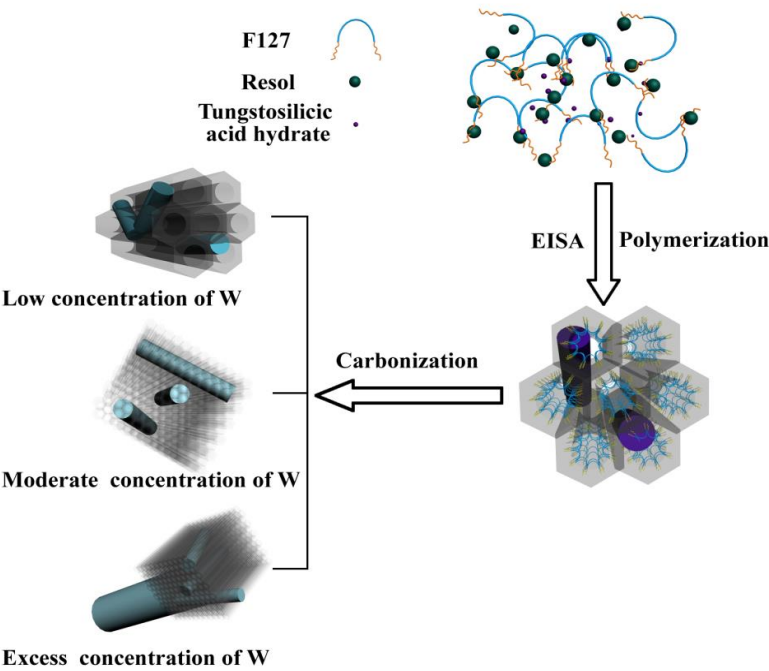 F127
Resol
Tungstosilicic
acid hydrate
EISA
Polymerization
Low concentration of W
Carbonization
Moderate concentration of W
Excess concentration of W